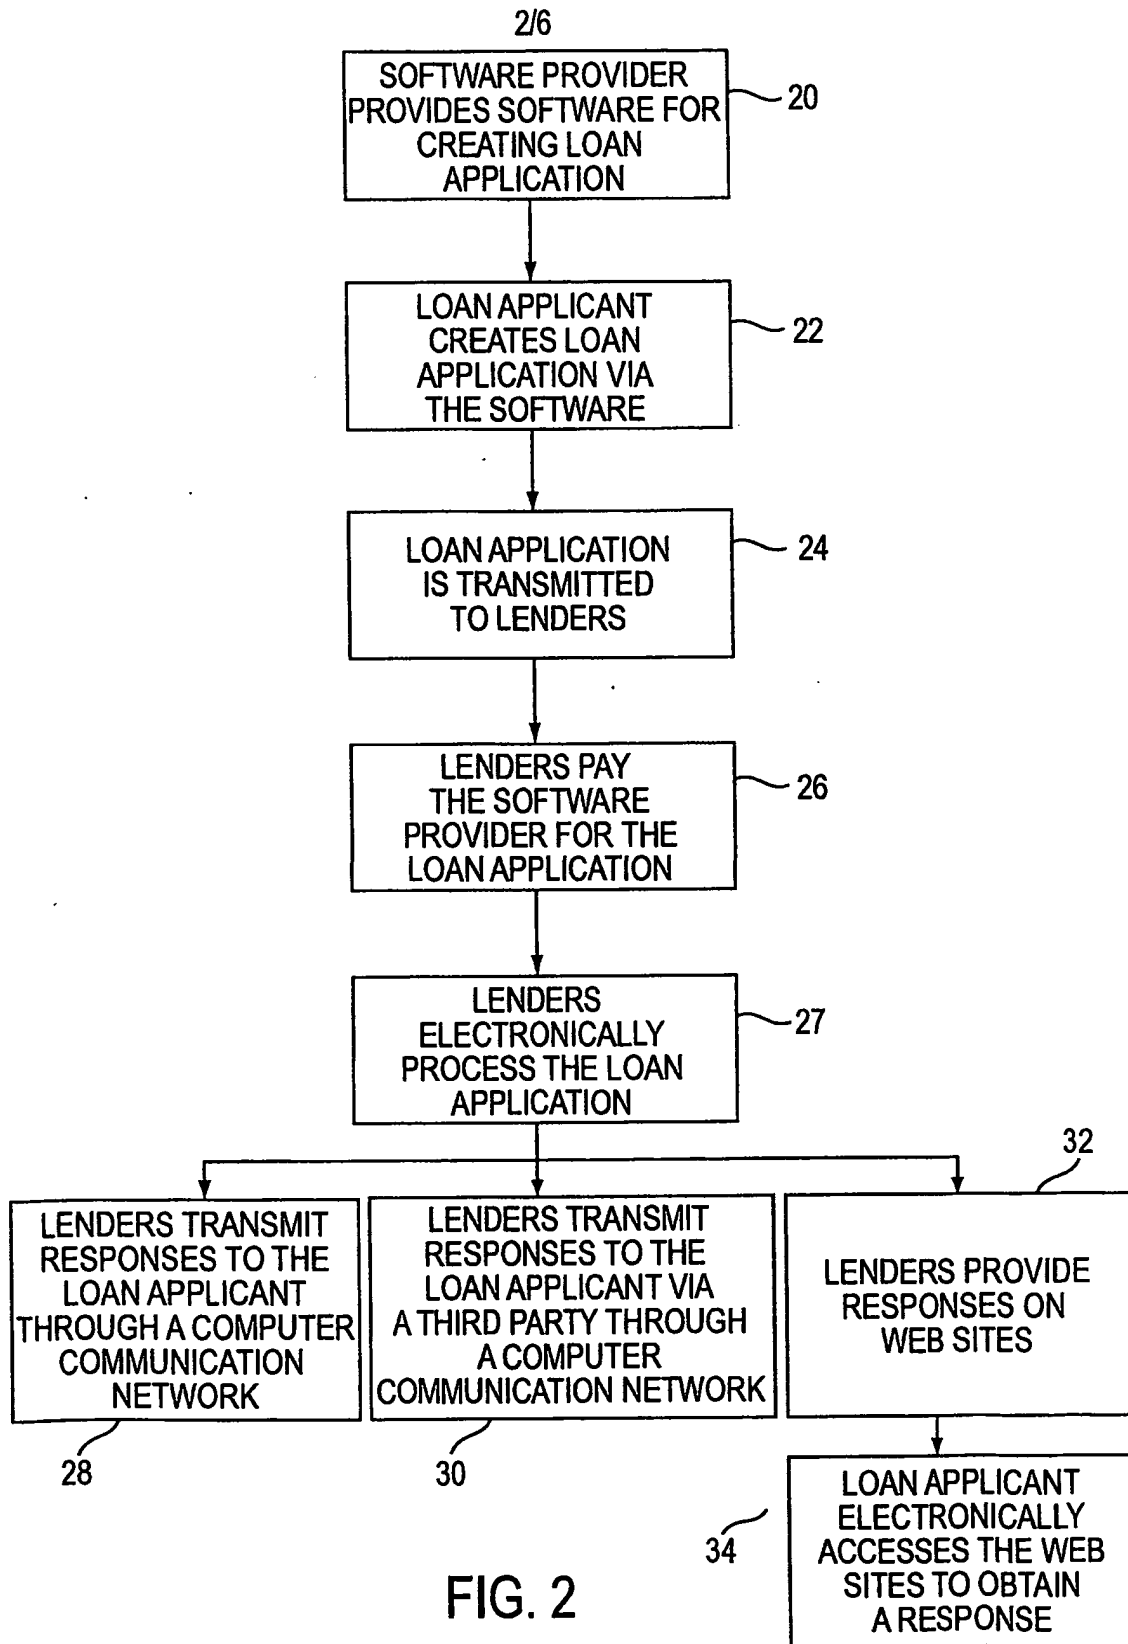 2/6
SOFTWARE PROVIDER
PROVIDES SOFTWARE FOR
CREATING LOAN
APPLICATION
20
LOAN APPLICANT
CREATES LOAN
APPLICATION VIA
THE SOFTWARE
22
LOAN APPLICATION
IS TRANSMITTED
TO LENDERS
24
LENDERS PAY
THE SOFTWARE
PROVIDER FOR THE
LOAN APPLICATION
26
LENDERS
ELECTRONICALLY
PROCESS THE LOAN
APPLICATION
27
LENDERS TRANSMIT
RESPONSES TO THE
LOAN APPLICANT
THROUGH A COMPUTER
COMMUNICATION
NETWORK
28
LENDERS TRANSMIT
RESPONSES TO THE
LOAN APPLICANT VIA
A THIRD PARTY THROUGH
A COMPUTER
COMMUNICATION NETWORK
30
32
LENDERS PROVIDE
RESPONSES ON
WEB SITES
34
LOAN APPLICANT
ELECTRONICALLY
ACCESSES THE WEB
SITES TO OBTAIN
A RESPONSE
FIG. 2